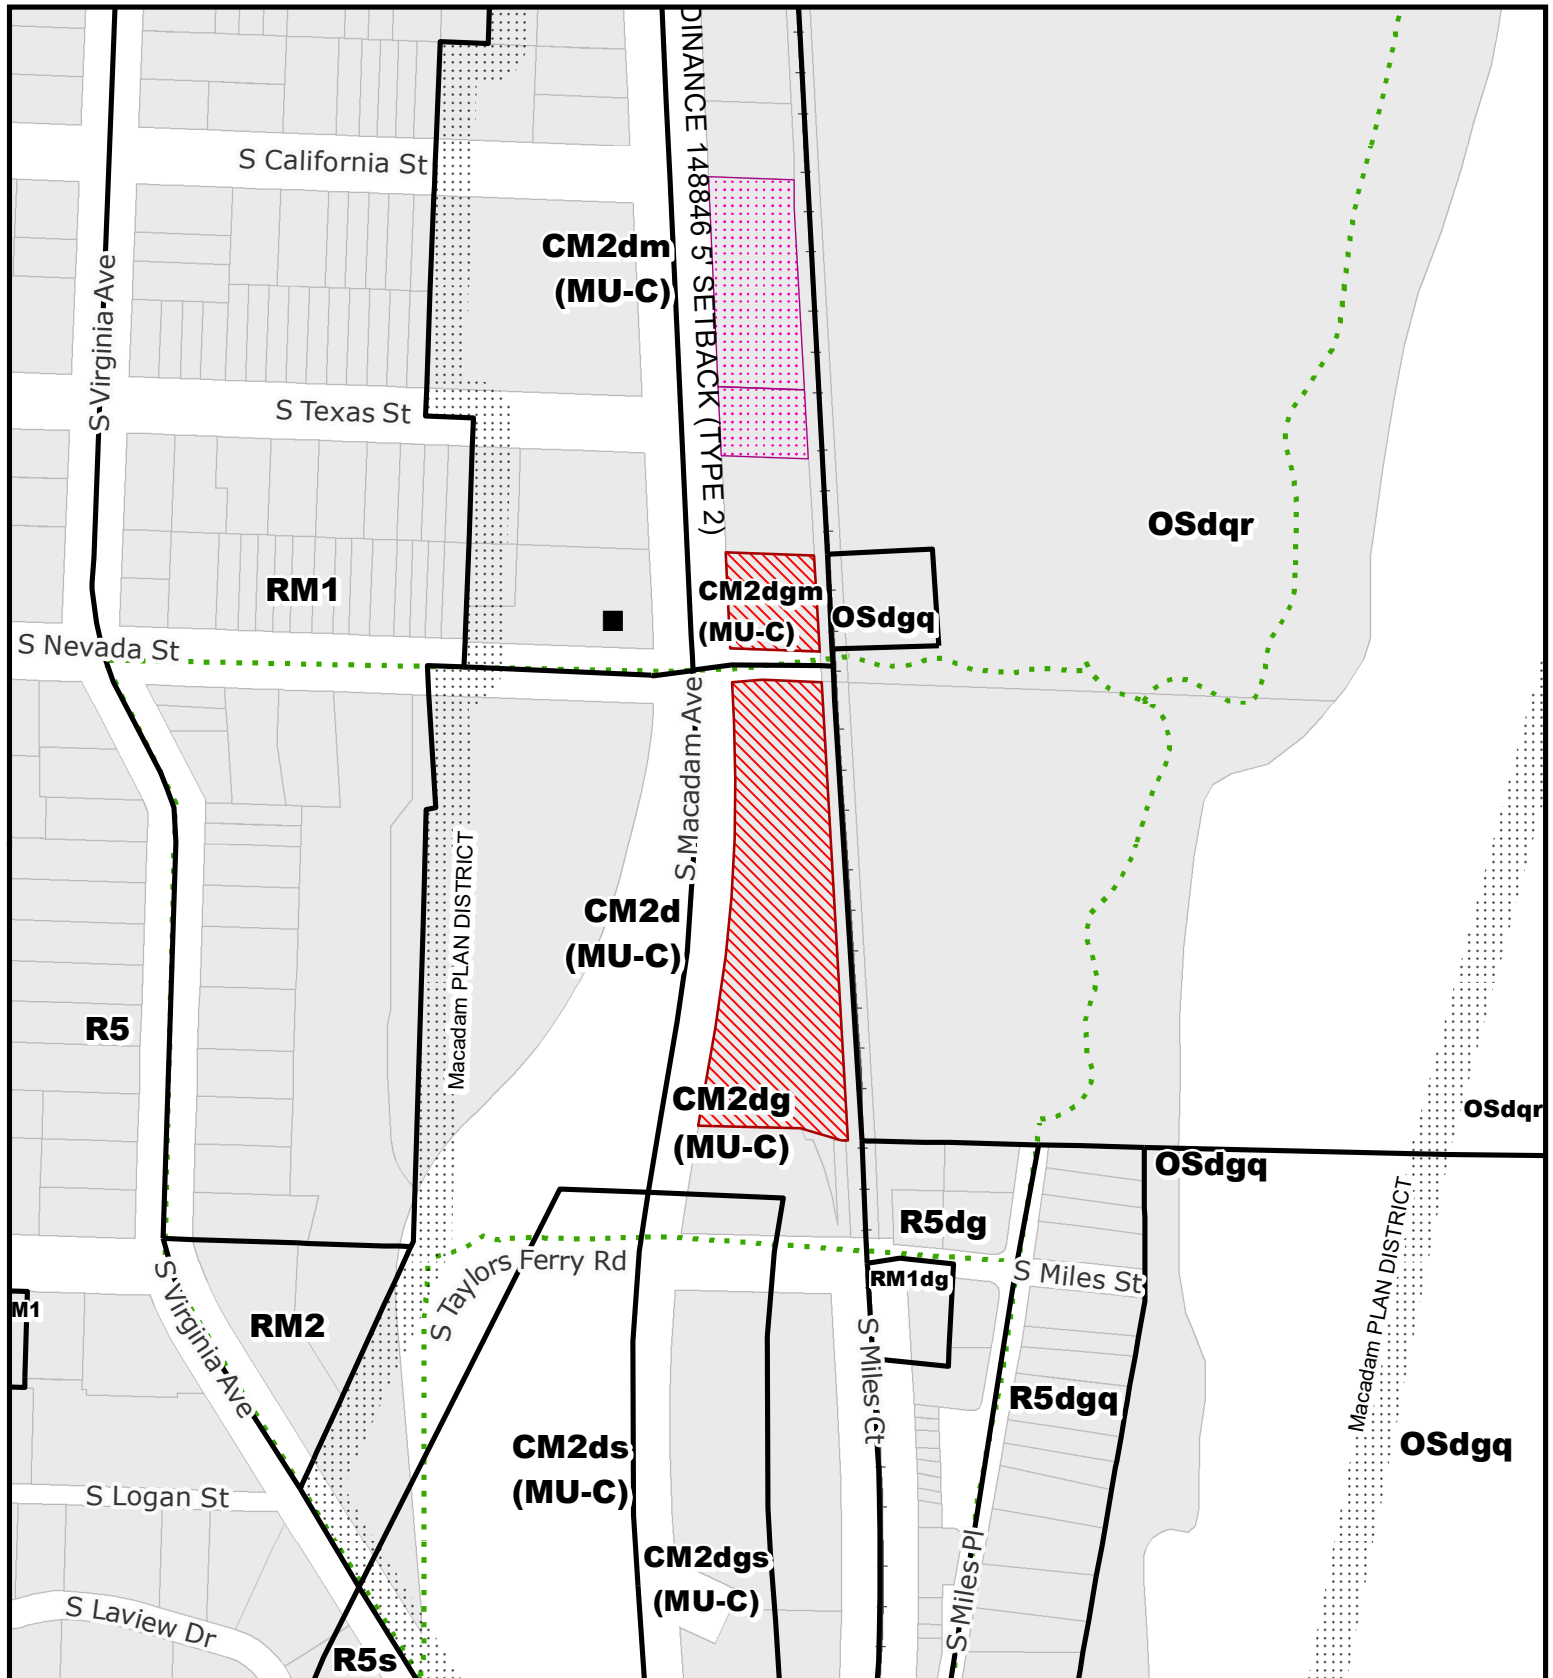 DINANCE 148846 5' SETBACK (TYPE 2)
S California St
CM2dm
(MU-C)
S Virginia Ave
S Texas St
OSdqr
RM1
CM2dgm
(MU-C)
OSdgq
S Nevada St
S Macadam Ave
Macadam PLAN DISTRICT
CM2d
(MU-C)
R5
CM2dg
(MU-C)
OSdqr
OSdgq
R5dg
S Taylors Ferry Rd
RM1dg
S Miles St
M1
RM2
S Virginia Ave
S Miles Ct
Macadam PLAN DISTRICT
R5dgq
CM2ds
(MU-C)
OSdgq
S Logan St
CM2dgs
(MU-C)
S Miles Pl
S Laview Dr
R5s